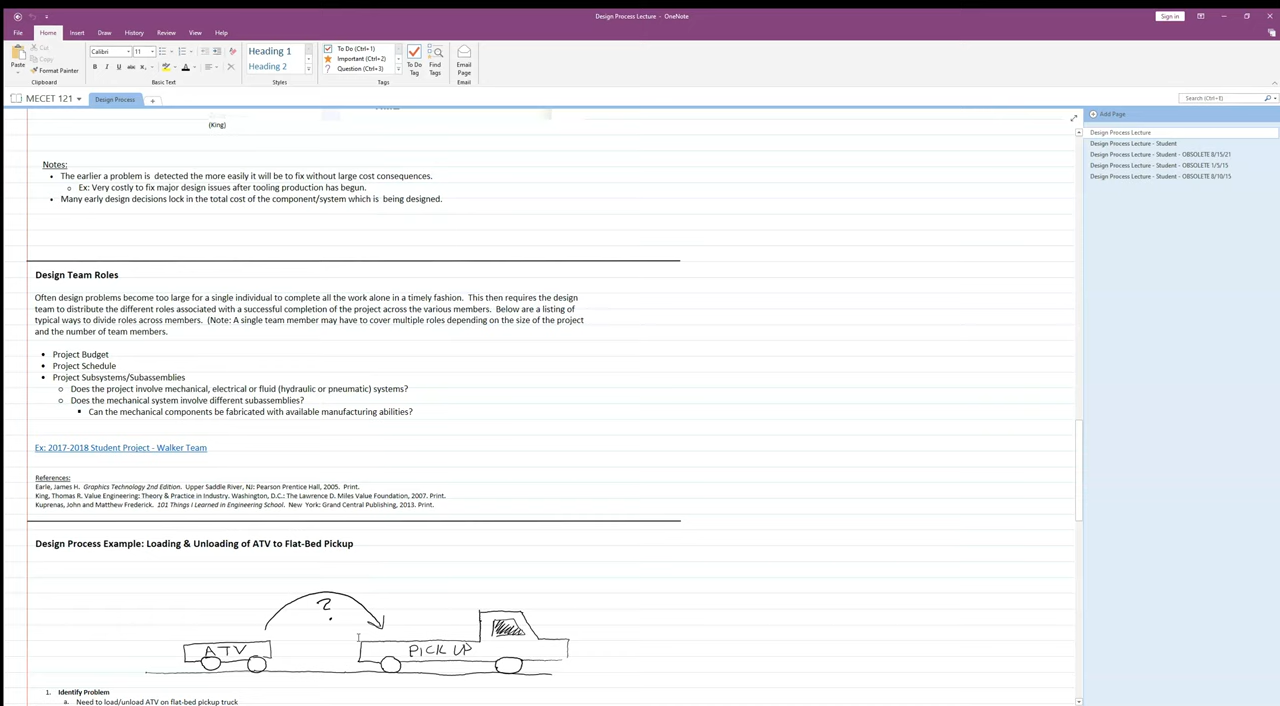 Design Process Lecture - OneNote
Sign in
File Home Insert Draw History Review View Help
Paste
Cut
Copy
Format Painter
Clipboard
Calibri 11
B I U abc
Basic Text
Heading 1
Heading 2
Styles
To Do (Ctrl+1)
Important (Ctrl+2)
Question (Ctrl+3)
Tags
To Do Tag
Find Tags
Email Page
Email
MECET 121
Design Process
Search (Ctrl+E)
Add Page
Design Process Lecture
Design Process Lecture - Student
Design Process Lecture - Student - OBSOLETE 8/15/21
Design Process Lecture - Student - OBSOLETE 1/5/15
Design Process Lecture - Student - OBSOLETE 8/10/15
(King)
Notes:
• The earlier a problem is detected the more easily it will be to fix without large cost consequences.
o Ex: Very costly to fix major design issues after tooling production has begun.
• Many early design decisions lock in the total cost of the component/system which is being designed.
Design Team Roles
Often design problems become too large for a single individual to complete all the work alone in a timely fashion. This then requires the design
team to distribute the different roles associated with a successful completion of the project across the various members. Below are a listing of
typical ways to divide roles across members. (Note: A single team member may have to cover multiple roles depending on the size of the project
and the number of team members.
• Project Budget
• Project Schedule
• Project Subsystems/Subassemblies
o Does the project involve mechanical, electrical or fluid (hydraulic or pneumatic) systems?
o Does the mechanical system involve different subassemblies?
▪ Can the mechanical components be fabricated with available manufacturing abilities?
Ex: 2017-2018 Student Project - Walker Team
References:
Earle, James H. Graphics Technology 2nd Edition. Upper Saddle River, NJ: Pearson Prentice Hall, 2005. Print.
King, Thomas R. Value Engineering: Theory & Practice in Industry. Washington, D.C.: The Lawrence D. Miles Value Foundation, 2007. Print.
Kuprenas, John and Matthew Frederick. 101 Things I Learned in Engineering School. New York: Grand Central Publishing, 2013. Print.
Design Process Example: Loading & Unloading of ATV to Flat-Bed Pickup
?
ATV
PICK UP
1. Identify Problem
a. Need to load/unload ATV on flat-bed pickup truck